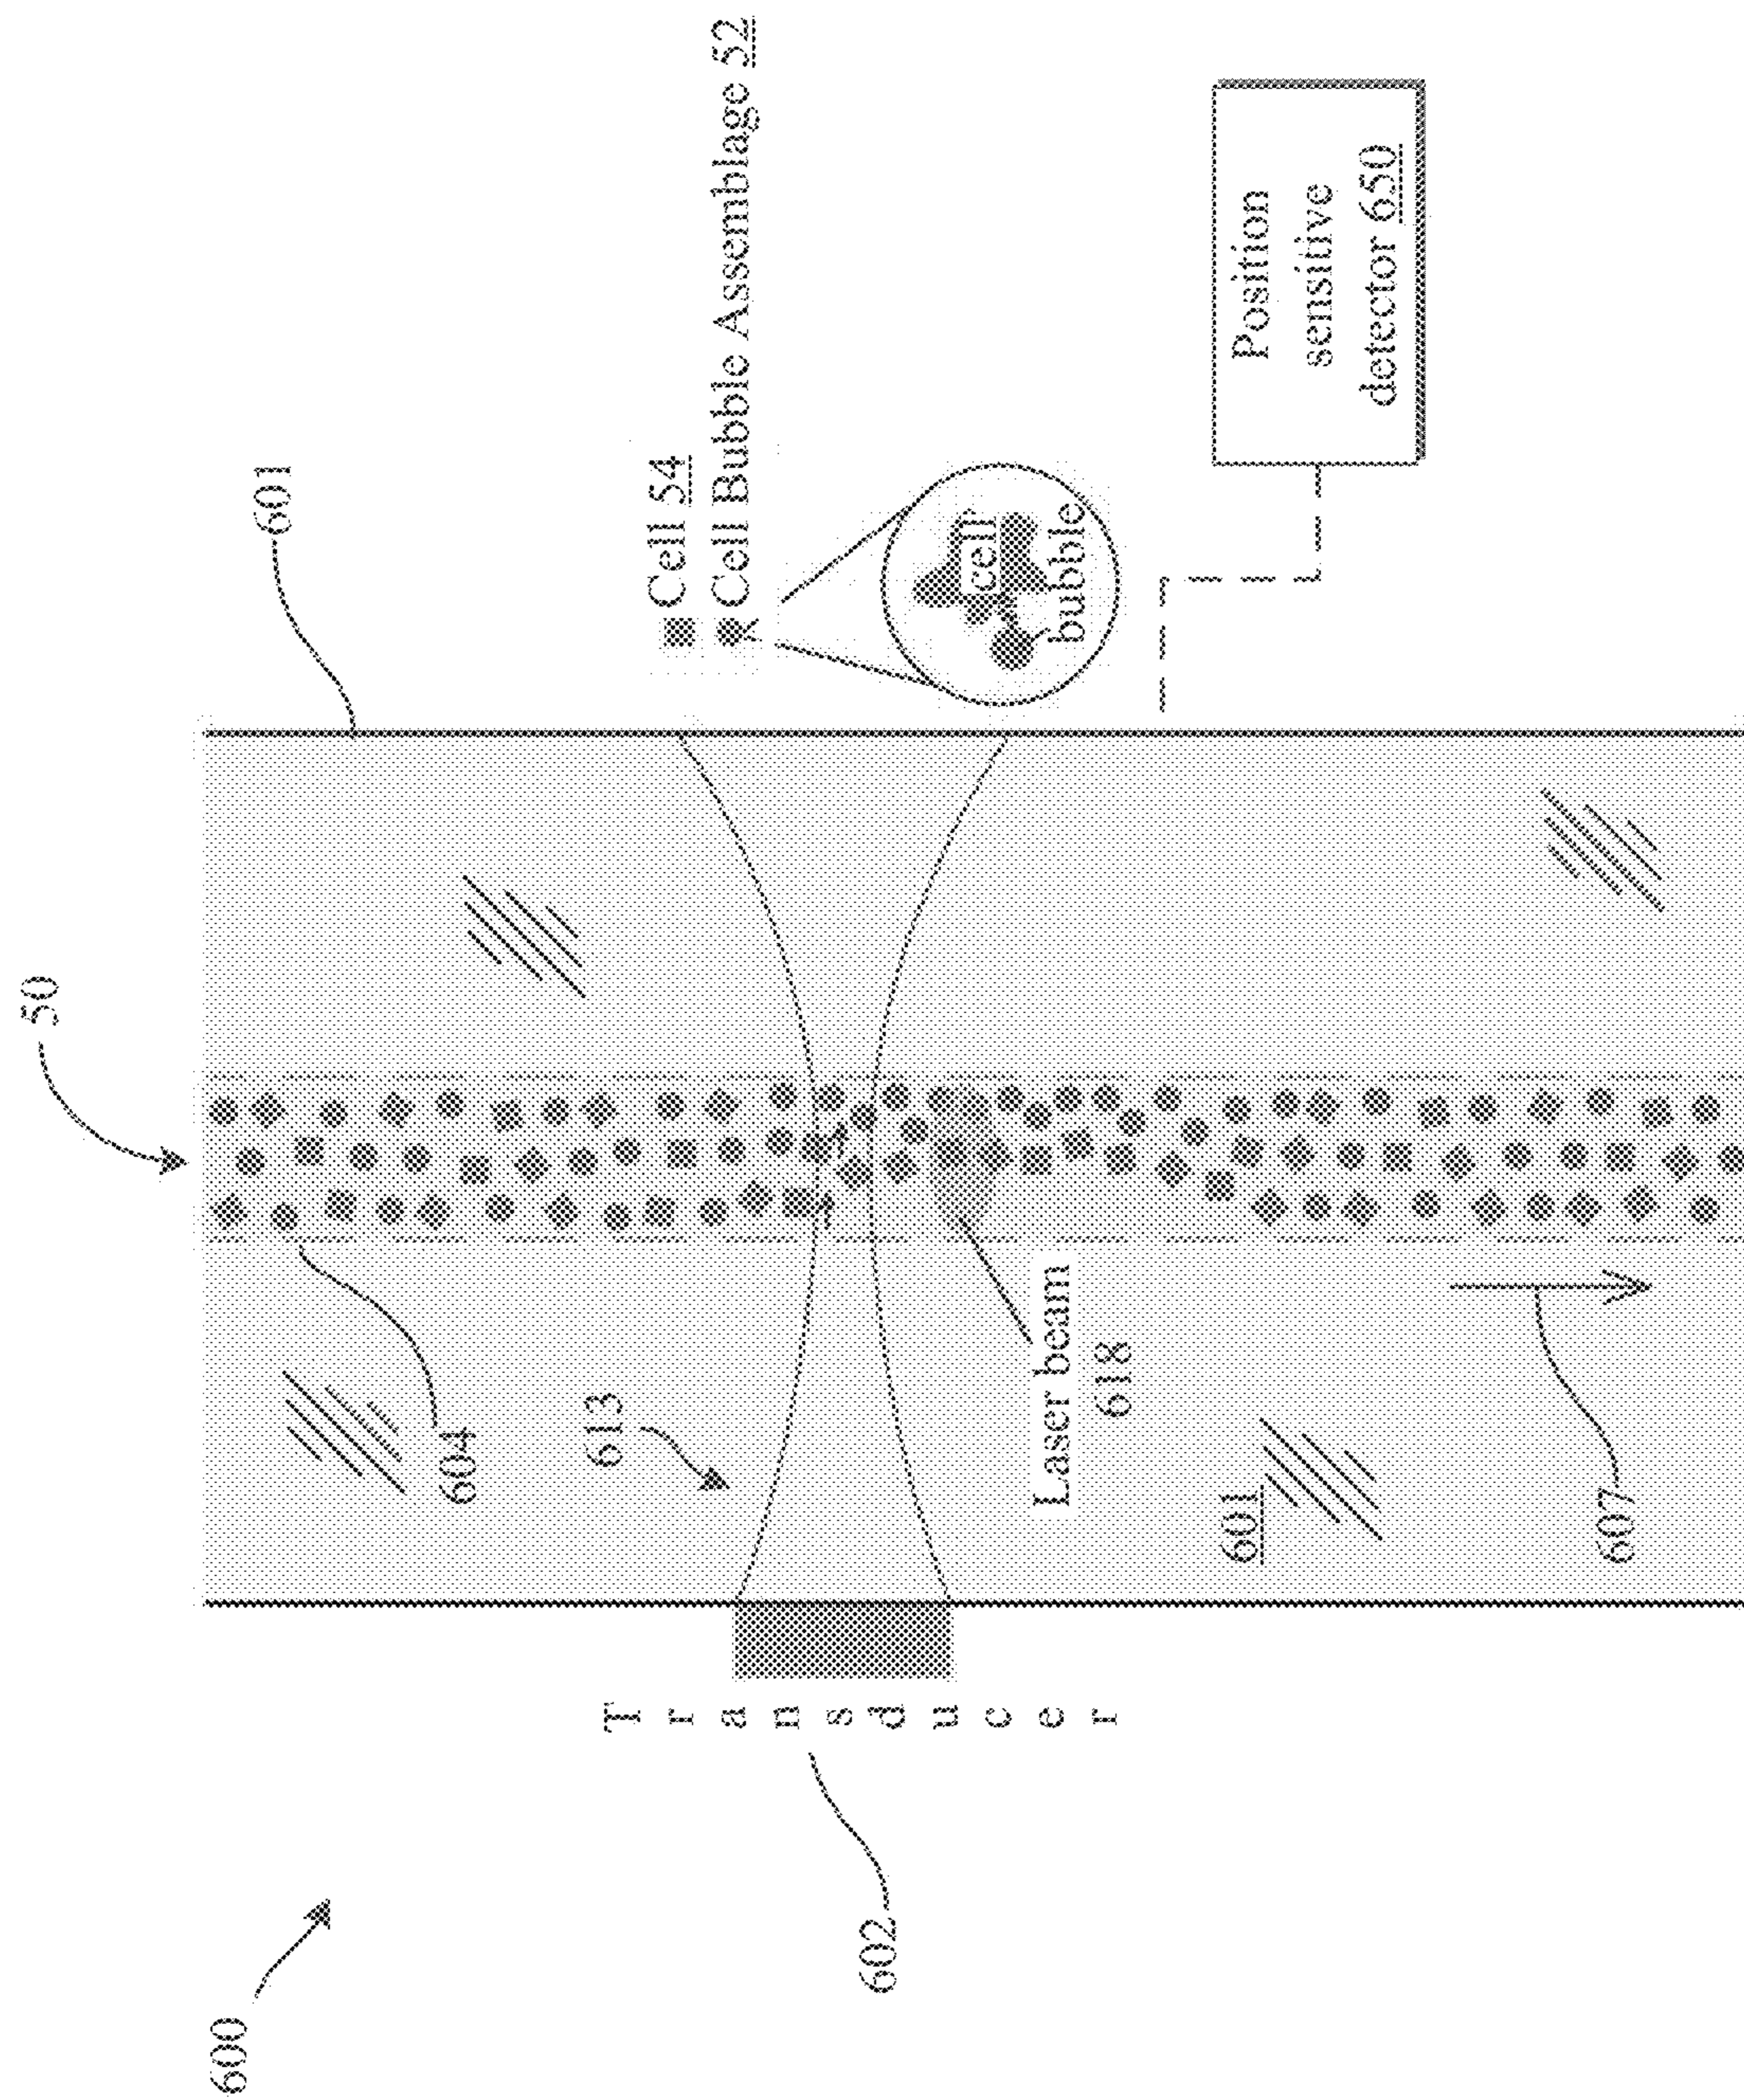 600
50
601
604
613
Cell 54
Cell Bubble Assemblage 52
cell
bubble
Transducer
602
Laser beam
618
601
607
Position
sensitive
detector 650